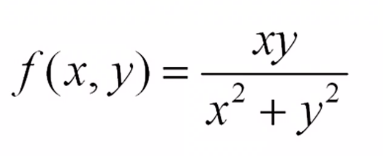 f(x, y) = xy / (x² + y²)